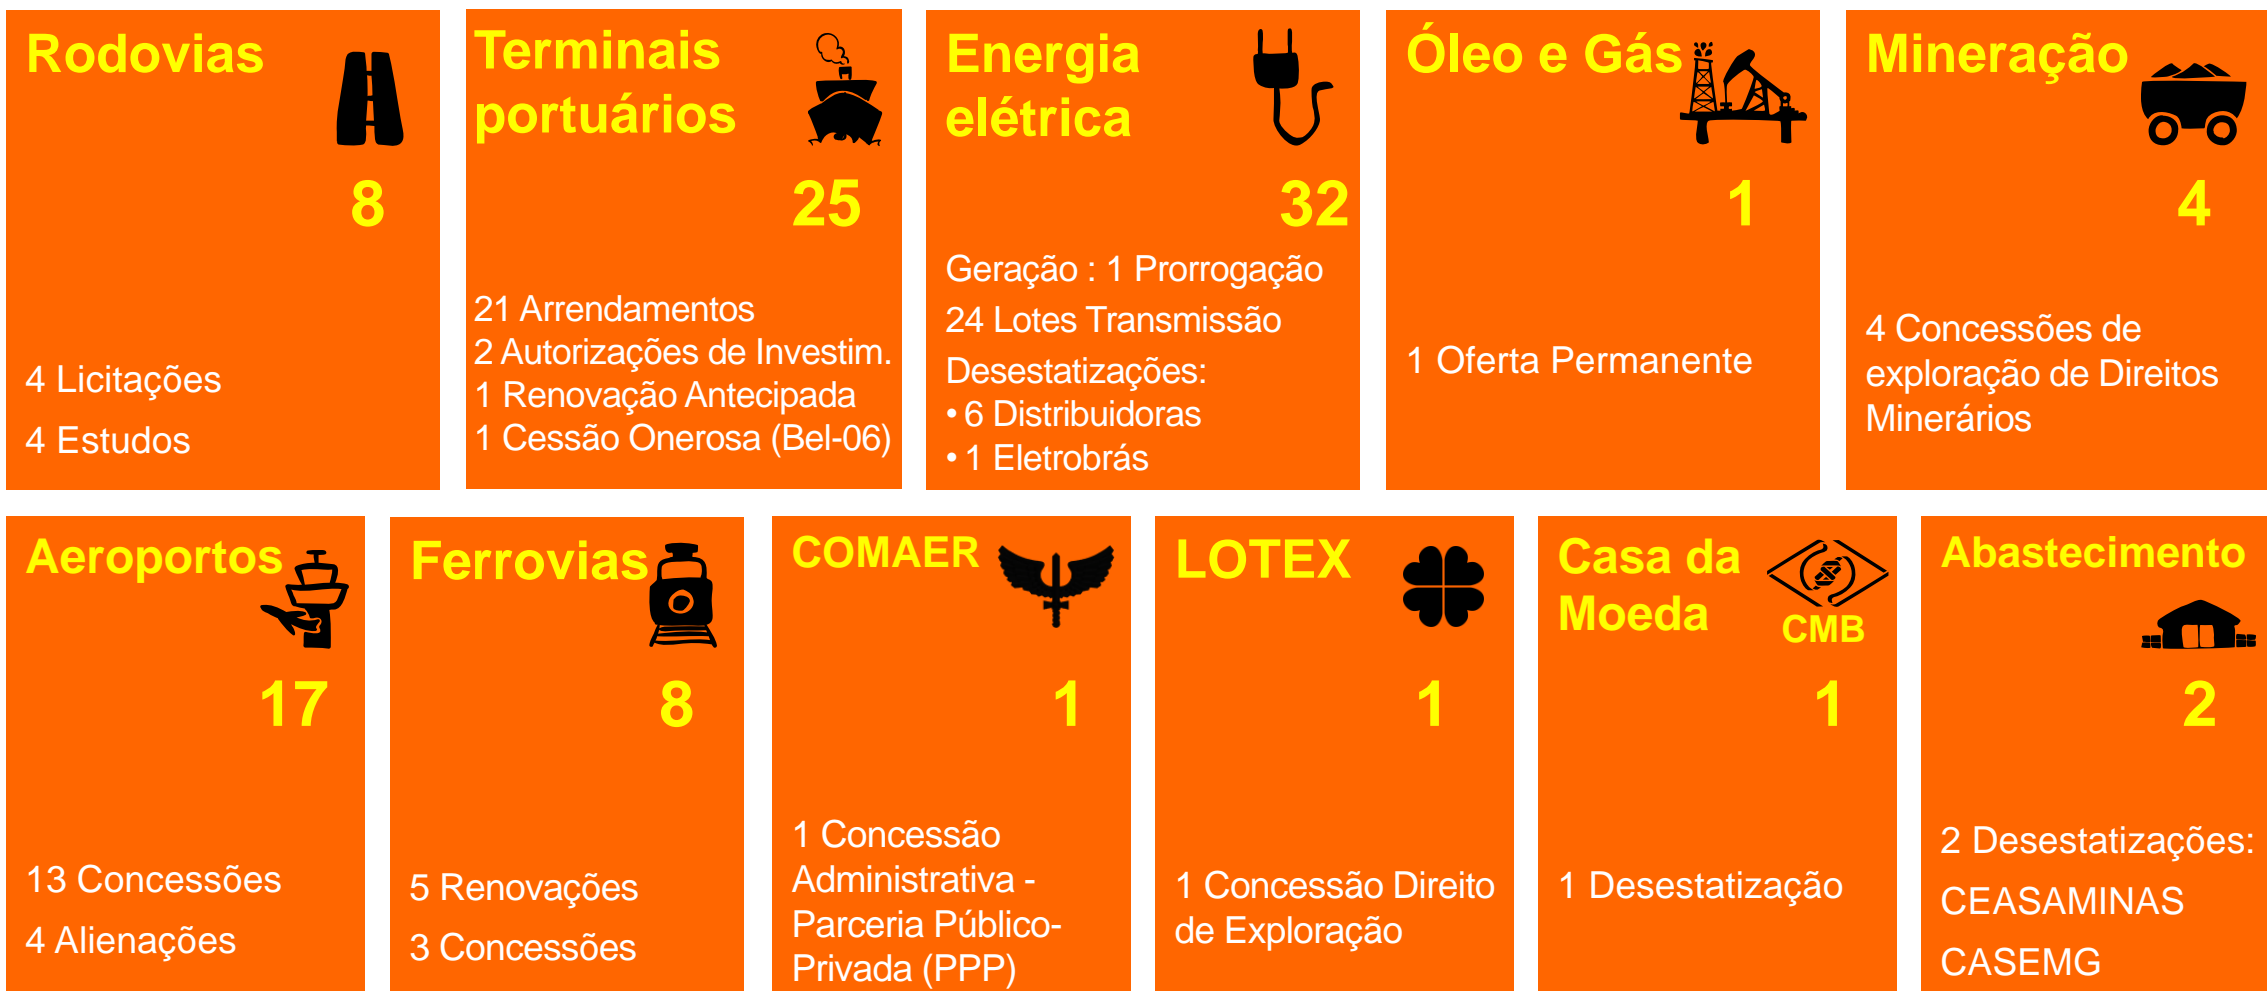 Rodovias
8
4 Licitações
4 Estudos
Terminais
portuários
25
21 Arrendamentos
2 Autorizações de Investim.
1 Renovação Antecipada
1 Cessão Onerosa (Bel-06)
Energia
elétrica
32
Geração : 1 Prorrogação
24 Lotes Transmissão
Desestatizações:
• 6 Distribuidoras
• 1 Eletrobrás
Óleo e Gás
1
1 Oferta Permanente
Mineração
4
4 Concessões de
exploração de Direitos
Minerários
Aeroportos
17
13 Concessões
4 Alienações
Ferrovias
8
5 Renovações
3 Concessões
COMAER
1
1 Concessão
Administrativa -
Parceria Público-
Privada (PPP)
LOTEX
1
1 Concessão Direito
de Exploração
Casa da
Moeda
CMB
1
1 Desestatização
Abastecimento
2
2 Desestatizações:
CEASAMINAS
CASEMG